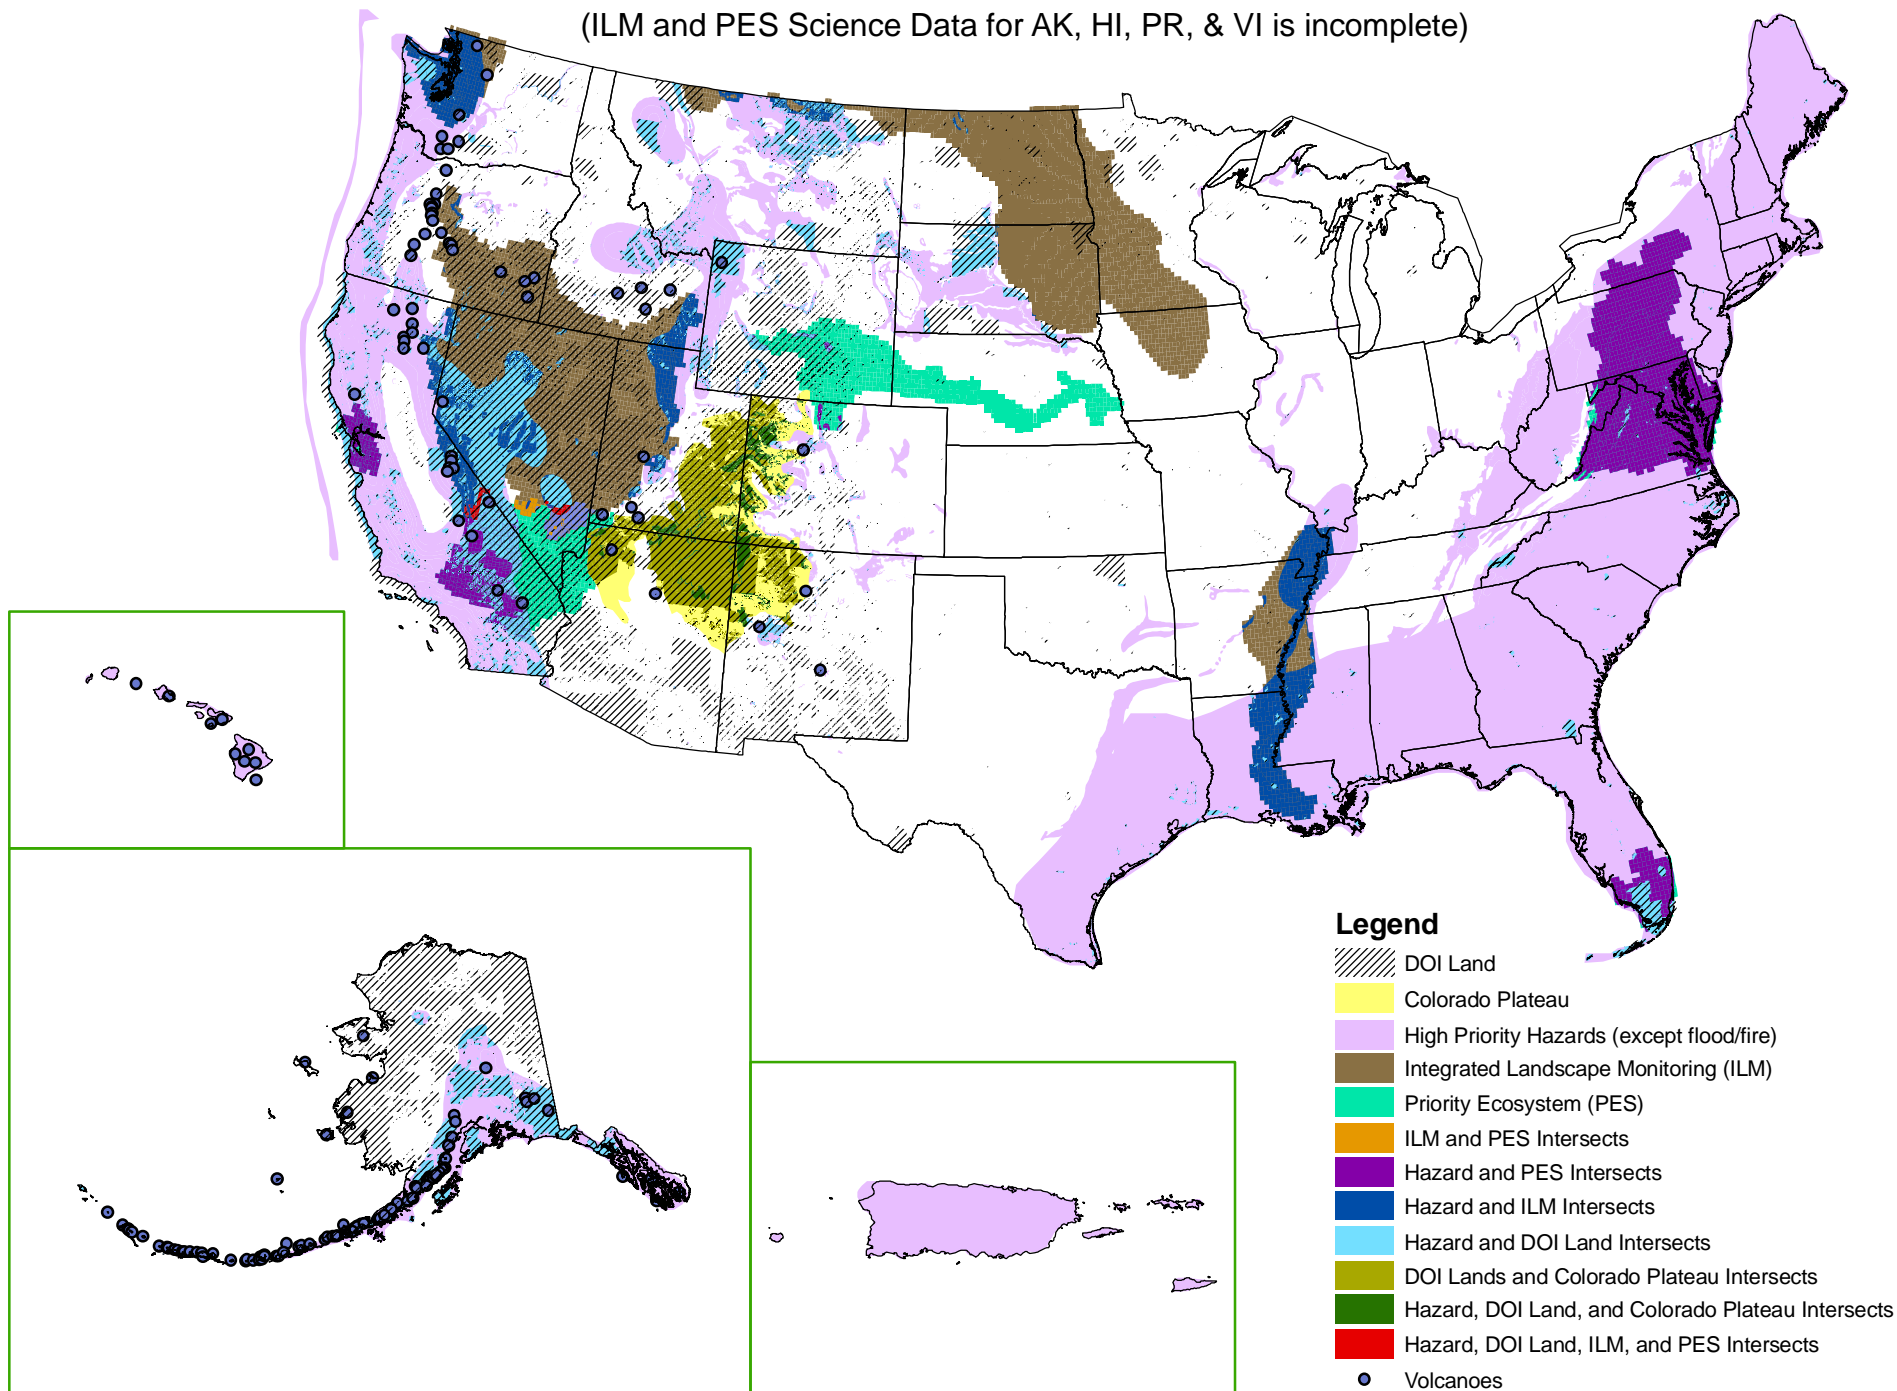 (ILM and PES Science Data for AK, HI, PR, & VI is incomplete)
Legend
DOI Land
Colorado Plateau
High Priority Hazards (except flood/fire)
Integrated Landscape Monitoring (ILM)
Priority Ecosystem (PES)
ILM and PES Intersects
Hazard and PES Intersects
Hazard and ILM Intersects
Hazard and DOI Land Intersects
DOI Lands and Colorado Plateau Intersects
Hazard, DOI Land, and Colorado Plateau Intersects
Hazard, DOI Land, ILM, and PES Intersects
Volcanoes